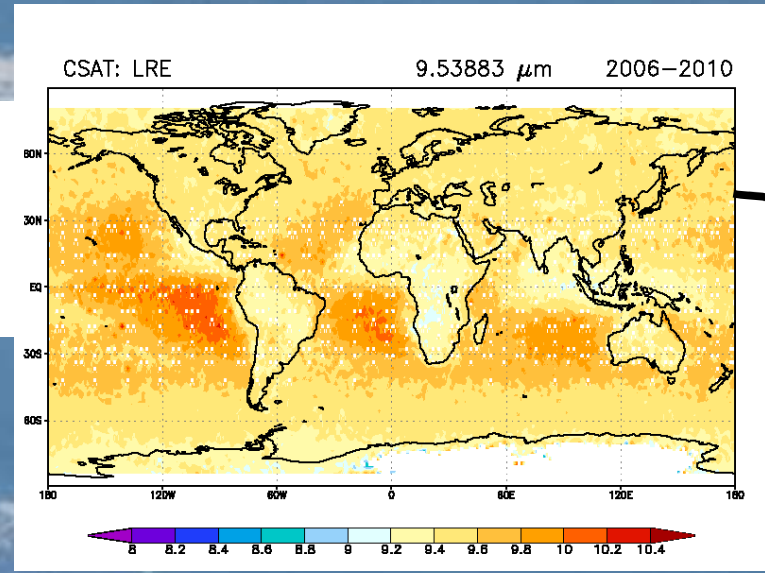 CSAT: LRE 9.53883 μm 2006−2010
60N
30N
EQ
30S
60S
180 120W 60W 0 60E 120E 180
8 8.2 8.4 8.6 8.8 9 9.2 9.4 9.6 9.8 10 10.2 10.4